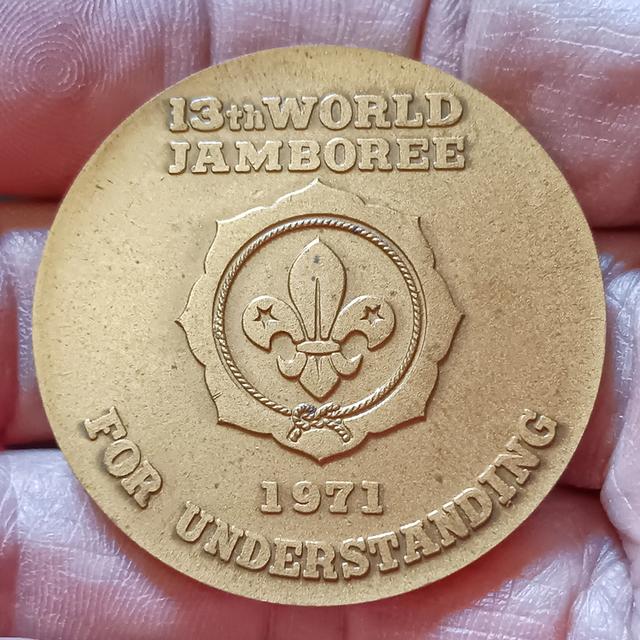 13th WORLD
JAMBOREE
1971
FOR UNDERSTANDING